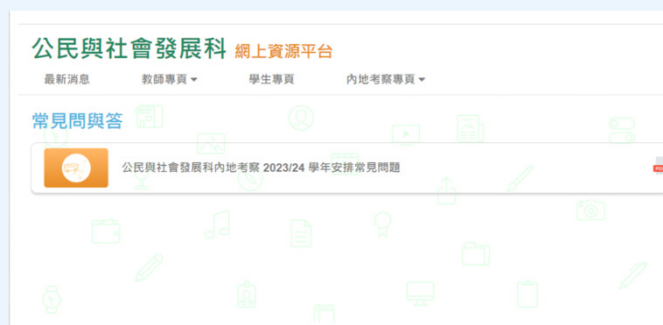 公民與社會發展科 網上資源平台
最新消息 教師專頁 學生專頁 內地考察專頁
常見問與答
公民與社會發展科內地考察 2023/24 學年安排常見問題